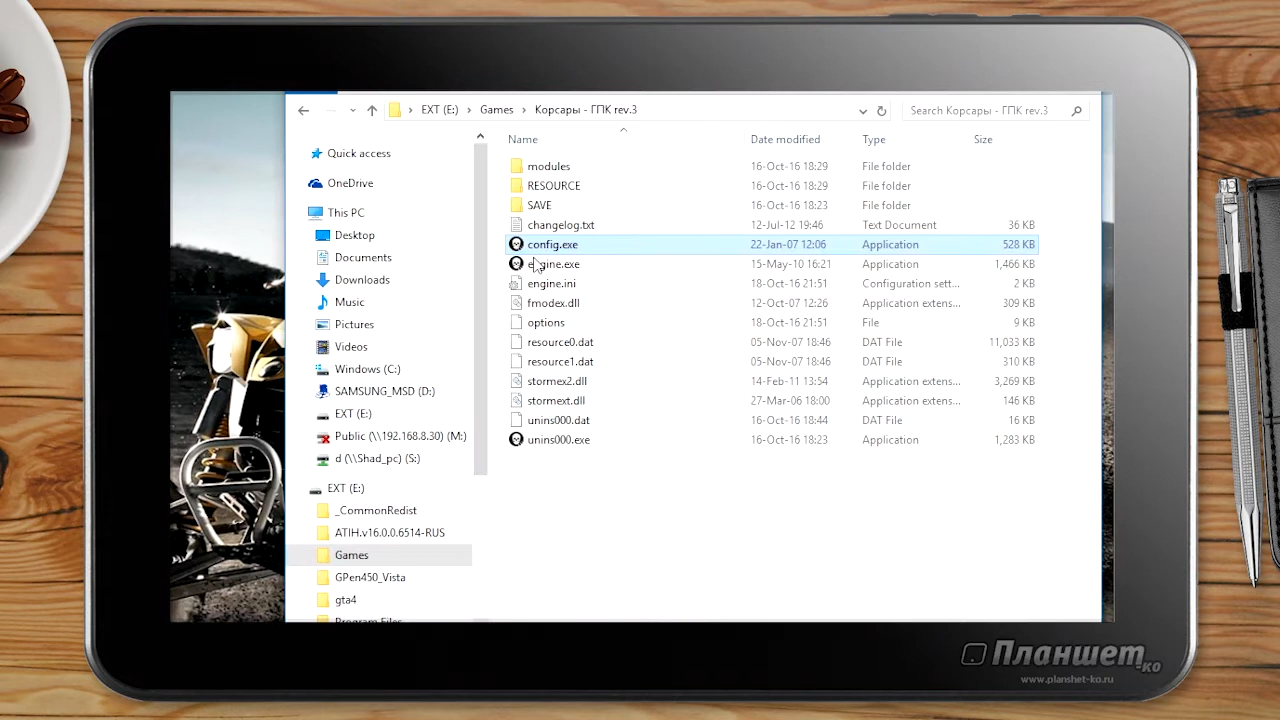 EXT (E:) > Games > Корсары - ГПК rev.3
Search Корсары - ГПК rev.3
Name Date modified Type Size
Quick access
OneDrive
This PC
Desktop
Documents
Downloads
Music
Pictures
Videos
Windows (C:)
SAMSUNG_MSD (D:)
EXT (E:)
Public (\\192.168.8.30) (M:)
d (\\Shad_pc) (S:)
EXT (E:)
_CommonRedist
ATIH.v16.0.0.6514-RUS
Games
GPen450_Vista
gta4
Program Files
modules 16-Oct-16 18:29 File folder
RESOURCE 16-Oct-16 18:29 File folder
SAVE 16-Oct-16 18:23 File folder
changelog.txt 12-Jul-12 19:46 Text Document 36 KB
config.exe 22-Jan-07 12:06 Application 528 KB
engine.exe 15-May-10 16:21 Application 1,466 KB
engine.ini 18-Oct-16 21:51 Configuration sett... 2 KB
fmodex.dll 12-Oct-07 12:26 Application extens... 309 KB
options 18-Oct-16 21:51 File 9 KB
resource0.dat 05-Nov-07 18:46 DAT File 11,033 KB
resource1.dat 05-Nov-07 18:46 DAT File 310 KB
stormex2.dll 14-Feb-11 13:54 Application extens... 3,269 KB
stormext.dll 27-Mar-06 18:00 Application extens... 146 KB
unins000.dat 16-Oct-16 18:44 DAT File 16 KB
unins000.exe 16-Oct-16 18:23 Application 1,283 KB
Планшет-ко
www.planshet-ko.ru